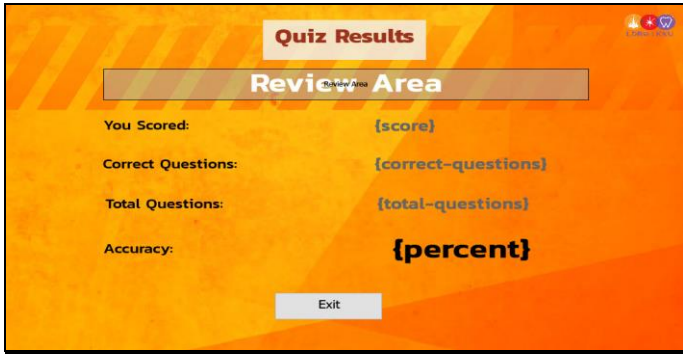 Quiz Results
Review Area
Review Area
You Scored: {score}
Correct Questions: {correct-questions}
Total Questions: {total-questions}
Accuracy: {percent}
Exit